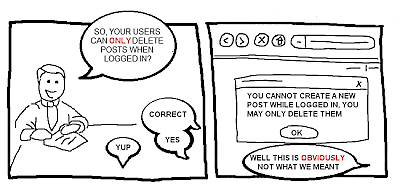 SO, YOUR USERS
CAN ONLY DELETE
POSTS WHEN
LOGGED IN?
CORRECT
YES
YUP
X
YOU CANNOT CREATE A NEW
POST WHILE LOGGED IN, YOU
MAY ONLY DELETE THEM
OK
WELL THIS IS OBVIOUSLY
NOT WHAT WE MEANT